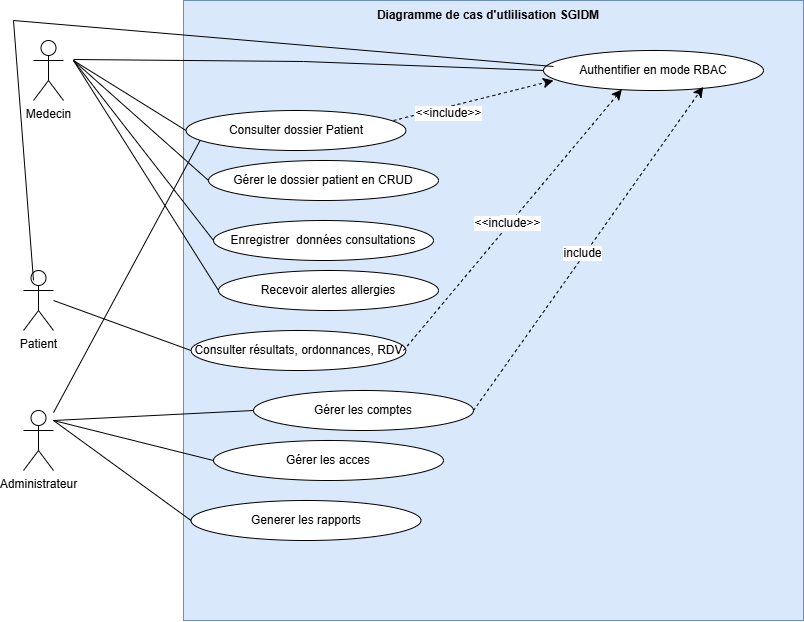 Diagramme de cas d'utlilisation SGIDM
Authentifier en mode RBAC
Medecin
<<include>>
Consulter dossier Patient
Gérer le dossier patient en CRUD
<<include>>
Enregistrer données consultations
include
Recevoir alertes allergies
Patient
Consulter résultats, ordonnances, RDV
Gérer les comptes
Gérer les acces
Administrateur
Generer les rapports